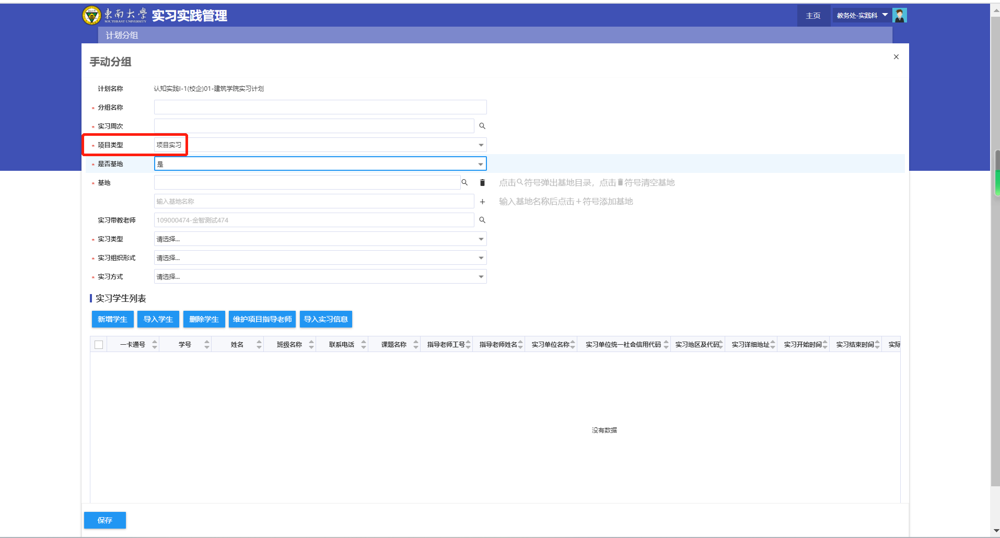 東南大學 实习实践管理
SOUTHEAST UNIVERSITY
主页 教务处-实践科
计划分组
手动分组 ×
计划名称 认知实践I-1(校企)01-建筑学院实习计划
* 分组名称
* 实习周次
* 项目类型 项目实习
* 是否基地 是
* 基地 点击符号弹出基地目录，点击符号清空基地
输入基地名称 + 输入基地名称后点击+符号添加基地
实习带教老师 109000474-金智测试474
* 实习类型 请选择...
* 实习组织形式 请选择...
* 实习方式 请选择...
实习学生列表
新增学生 导入学生 删除学生 维护项目指导老师 导入实习信息
一卡通号 学号 姓名 班级名称 联系电话 课题名称 指导老师工号 指导老师姓名 实习单位名称 实习单位统一社会信用代码 实习地区及代码 实习详细地址 实习开始时间 实习结束时间 实际
没有数据
保存